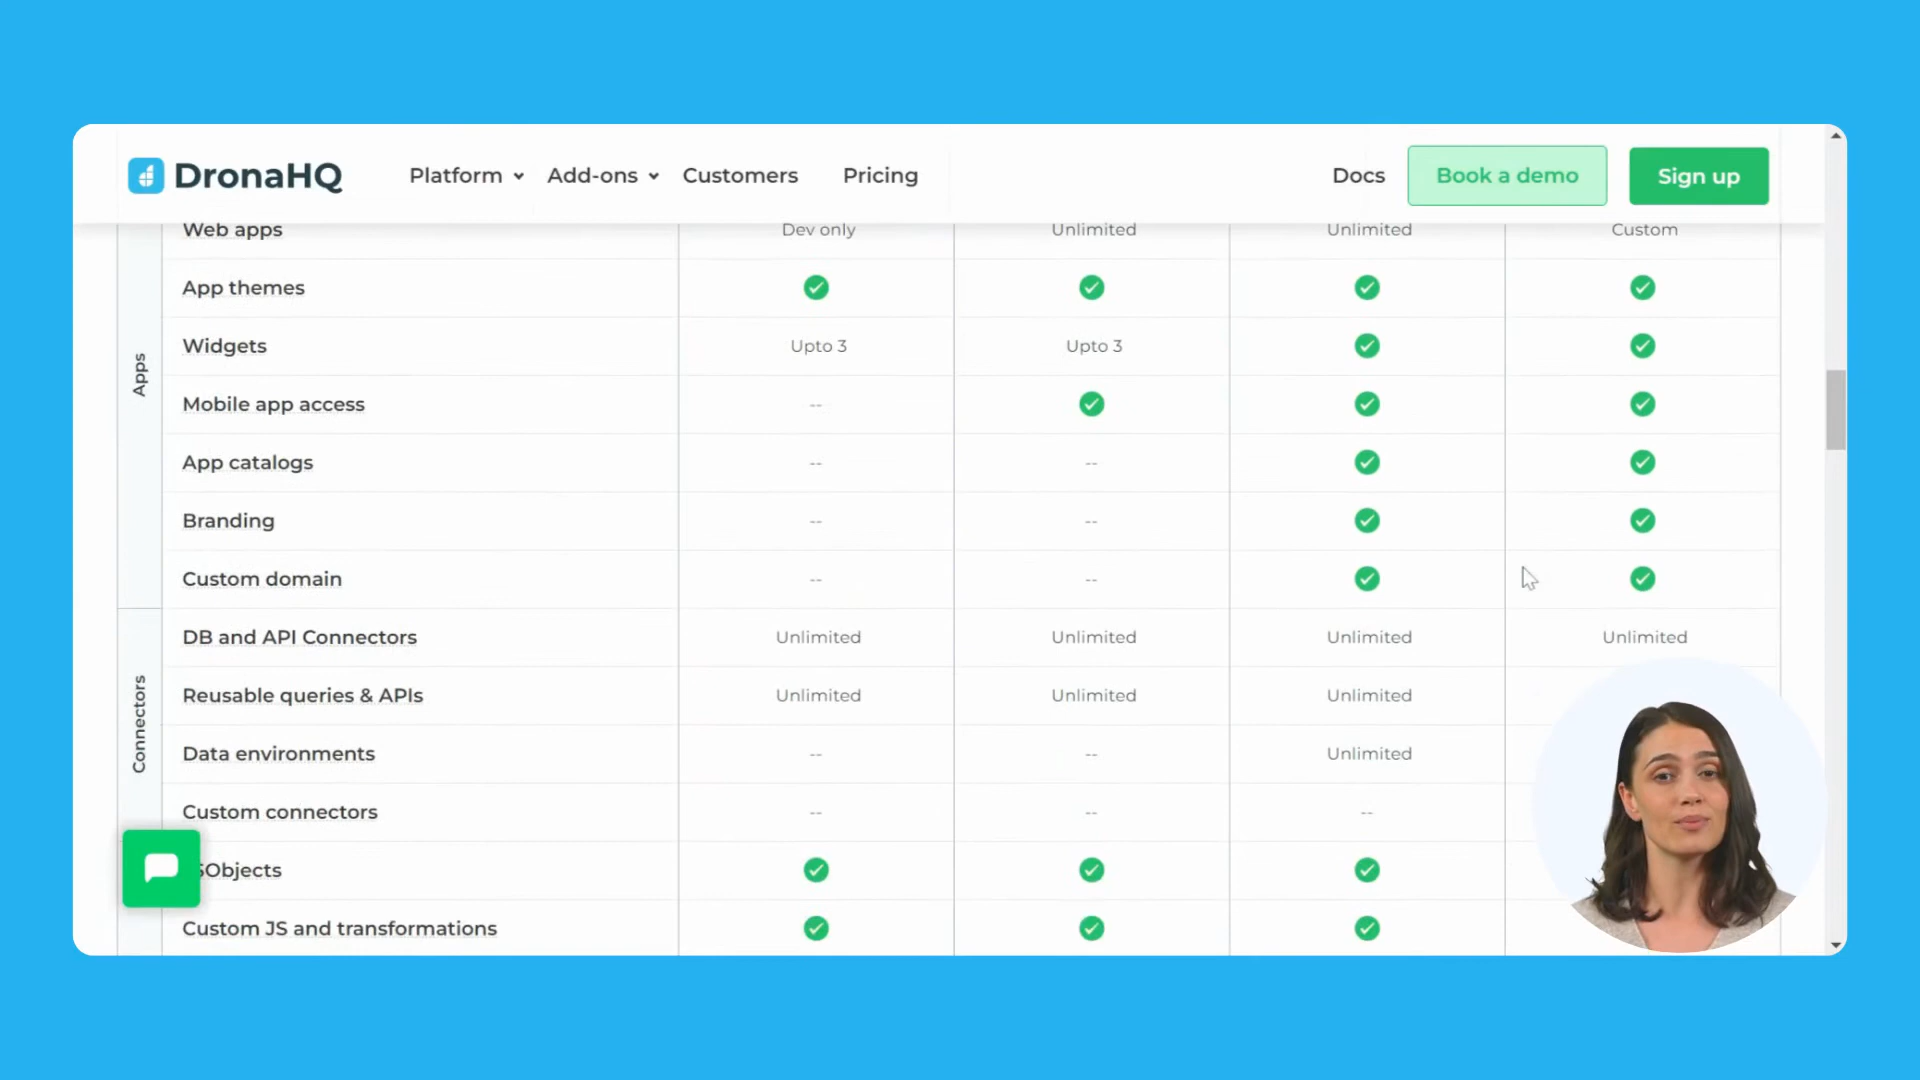 DronaHQ Platform Add-ons Customers Pricing Docs Book a demo Sign up
Web apps Dev only Unlimited Unlimited Custom
App themes
Widgets Upto 3 Upto 3
Mobile app access --
App catalogs -- --
Branding -- --
Custom domain -- --
Apps
DB and API Connectors Unlimited Unlimited Unlimited Unlimited
Reusable queries & APIs Unlimited Unlimited Unlimited
Data environments -- -- Unlimited
Custom connectors -- -- --
SObjects
Custom JS and transformations
Connectors